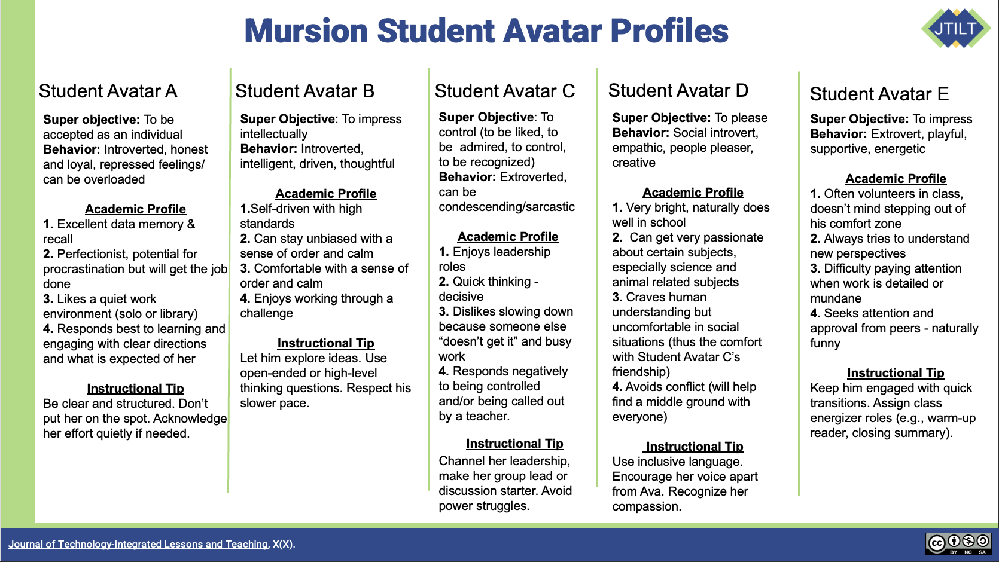 Mursion Student Avatar Profiles
JTILT
Student Avatar A
Super objective: To be
accepted as an individual
Behavior: Introverted, honest
and loyal, repressed feelings/
can be overloaded
Academic Profile
1. Excellent data memory &
recall
2. Perfectionist, potential for
procrastination but will get the job
done
3. Likes a quiet work
environment (solo or library)
4. Responds best to learning and
engaging with clear directions
and what is expected of her
Instructional Tip
Be clear and structured. Don’t
put her on the spot. Acknowledge
her effort quietly if needed.
Student Avatar B
Super Objective: To impress
intellectually
Behavior: Introverted,
intelligent, driven, thoughtful
Academic Profile
1.Self-driven with high
standards
2. Can stay unbiased with a
sense of order and calm
3. Comfortable with a sense of
order and calm
4. Enjoys working through a
challenge
Instructional Tip
Let him explore ideas. Use
open-ended or high-level
thinking questions. Respect his
slower pace.
Student Avatar C
Super Objective: To
control (to be liked, to
be  admired, to control,
to be recognized)
Behavior: Extroverted,
can be
condescending/sarcastic
Academic Profile
1. Enjoys leadership
roles
2. Quick thinking -
decisive
3. Dislikes slowing down
because someone else
“doesn’t get it” and busy
work
4. Responds negatively
to being controlled
and/or being called out
by a teacher.
Instructional Tip
Channel her leadership,
make her group lead or
discussion starter. Avoid
power struggles.
Student Avatar D
Super Objective: To please
Behavior: Social introvert,
empathic, people pleaser,
creative
Academic Profile
1. Very bright, naturally does
well in school
2.  Can get very passionate
about certain subjects,
especially science and
animal related subjects
3. Craves human
understanding but
uncomfortable in social
situations (thus the comfort
with Student Avatar C’s
friendship)
4. Avoids conflict (will help
find a middle ground with
everyone)
Instructional Tip
Use inclusive language.
Encourage her voice apart
from Ava. Recognize her
compassion.
Student Avatar E
Super Objective: To impress
Behavior: Extrovert, playful,
supportive, energetic
Academic Profile
1. Often volunteers in class,
doesn’t mind stepping out of
his comfort zone
2. Always tries to understand
new perspectives
3. Difficulty paying attention
when work is detailed or
mundane
4. Seeks attention and
approval from peers - naturally
funny
Instructional Tip
Keep him engaged with quick
transitions. Assign class
energizer roles (e.g., warm-up
reader, closing summary).
Journal of Technology-Integrated Lessons and Teaching, X(X).
cc
BY NC SA